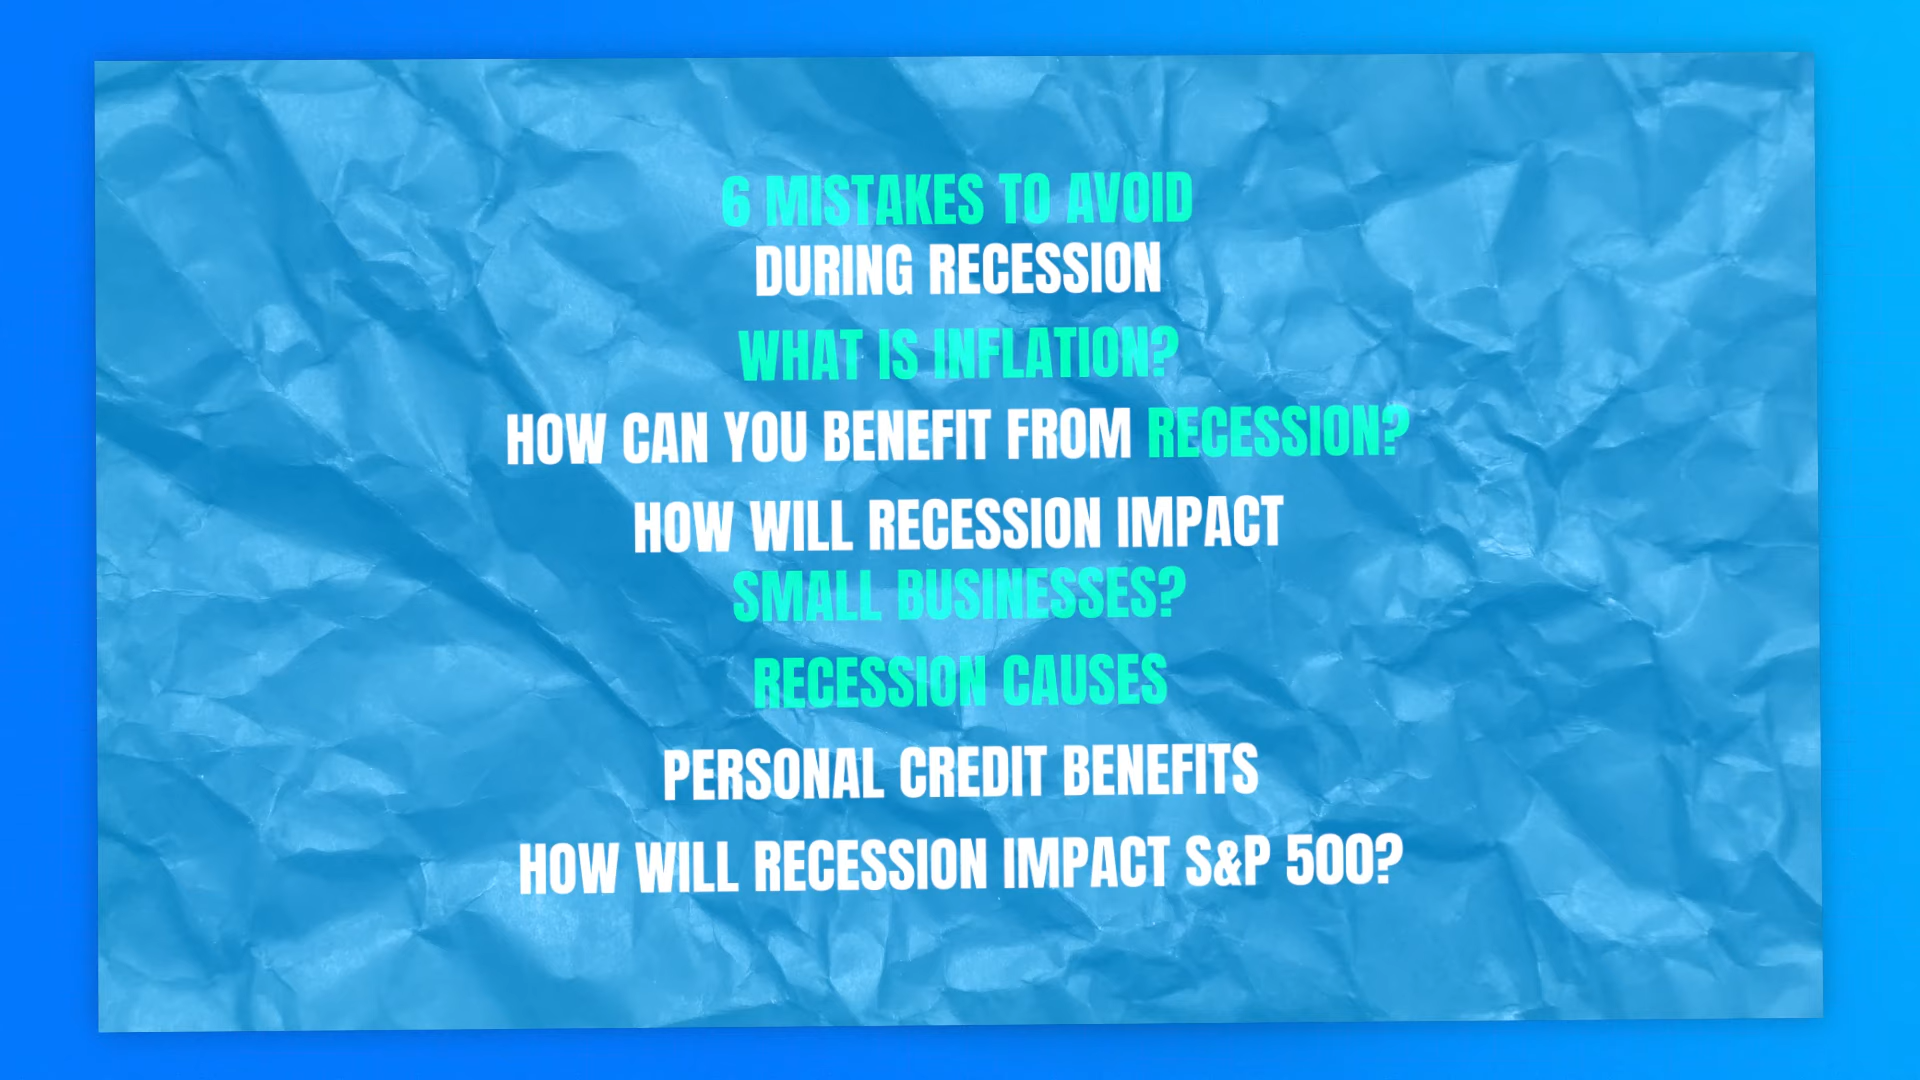 6 MISTAKES TO AVOID
DURING RECESSION
WHAT IS INFLATION?
HOW CAN YOU BENEFIT FROM RECESSION?
HOW WILL RECESSION IMPACT
SMALL BUSINESSES?
RECESSION CAUSES
PERSONAL CREDIT BENEFITS
HOW WILL RECESSION IMPACT S&P 500?